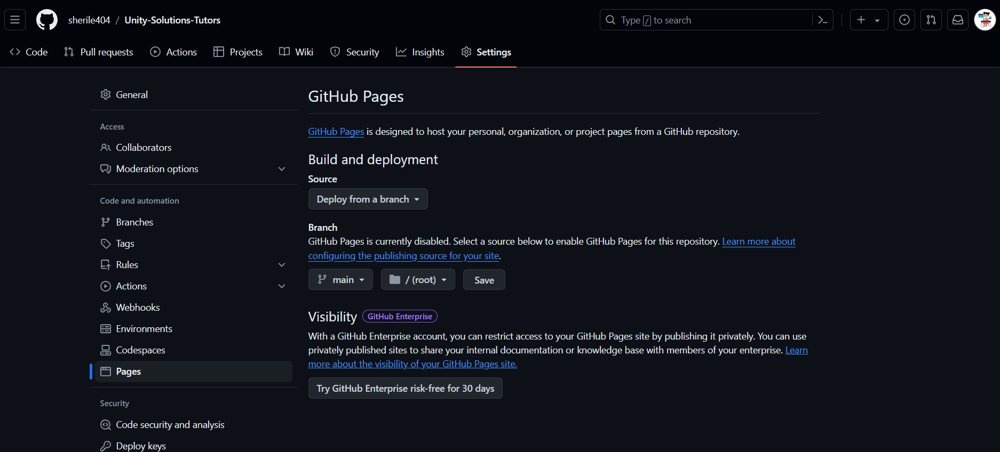 sherile404 / Unity-Solutions-Tutors
Type / to search
Code
Pull requests
Actions
Projects
Wiki
Security
Insights
Settings
General
Access
Collaborators
Moderation options
Code and automation
Branches
Tags
Rules
Actions
Webhooks
Environments
Codespaces
Pages
Security
Code security and analysis
Deploy keys
GitHub Pages
GitHub Pages is designed to host your personal, organization, or project pages from a GitHub repository.
Build and deployment
Source
Deploy from a branch
Branch
GitHub Pages is currently disabled. Select a source below to enable GitHub Pages for this repository. Learn more about
configuring the publishing source for your site.
main
/ (root)
Save
Visibility GitHub Enterprise
With a GitHub Enterprise account, you can restrict access to your GitHub Pages site by publishing it privately. You can use
privately published sites to share your internal documentation or knowledge base with members of your enterprise. Learn
more about the visibility of your GitHub Pages site.
Try GitHub Enterprise risk-free for 30 days